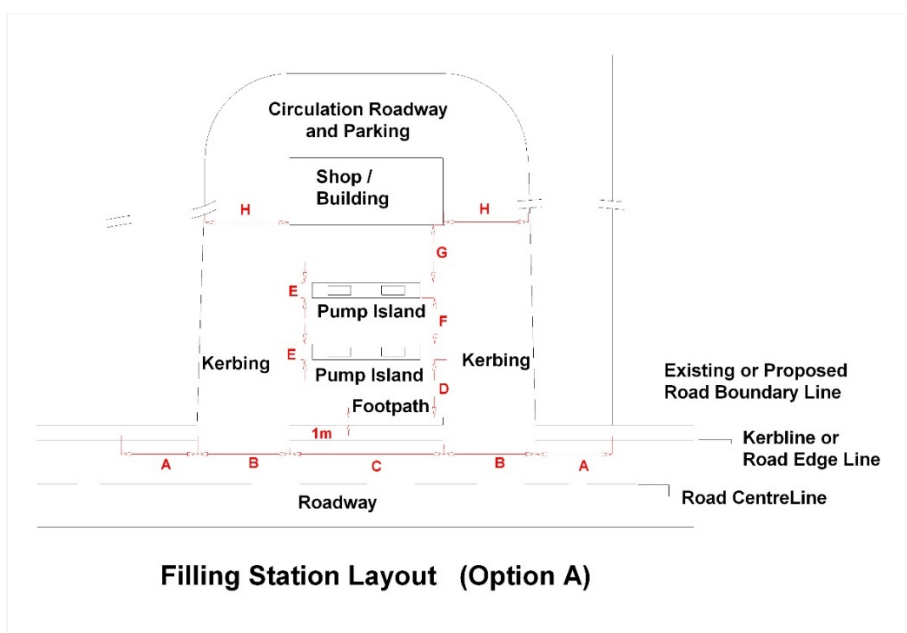 Circulation Roadway
and Parking
Shop /
Building
H
H
G
E
Pump Island
F
E
Kerbing
Kerbing
Pump Island
D
Existing or Proposed
Road Boundary Line
Footpath
1m
Kerbline or
Road Edge Line
A
B
C
B
A
Road CentreLine
Roadway
Filling Station Layout (Option A)